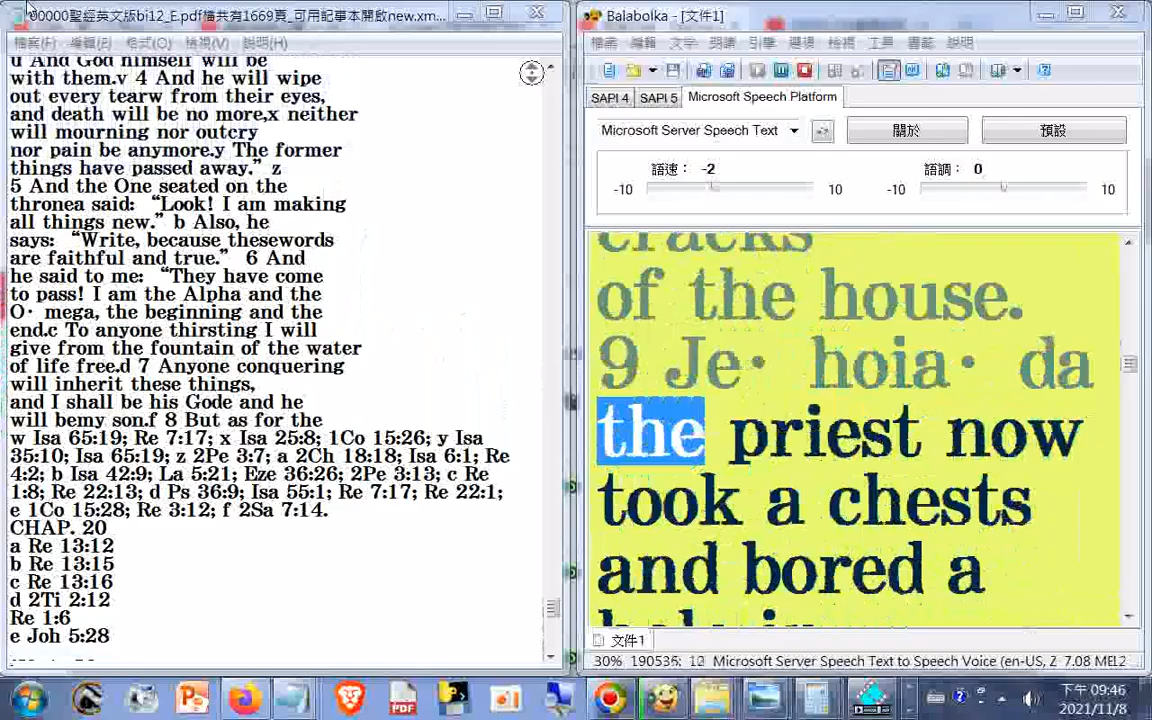 00000聖經英文版bi12_E.pdf檔共有1669頁_可用記事本開啟new.xm...
檔案(F) 編輯(E) 格式(O) 檢視(V) 說明(H)
u And God himself will be
with them.v 4 And he will wipe
out every tearw from their eyes,
and death will be no more,x neither
will mourning nor outcry
nor pain be anymore.y The former
things have passed away.” z
5 And the One seated on the
thronea said: “Look! I am making
all things new.” b Also, he
says: “Write, because thesewords
are faithful and true.” 6 And
he said to me: “They have come
to pass! I am the Alpha and the
O· mega, the beginning and the
end.c To anyone thirsting I will
give from the fountain of the water
of life free.d 7 Anyone conquering
will inherit these things,
and I shall be his Gode and he
will bemy son.f 8 But as for the
w Isa 65:19; Re 7:17; x Isa 25:8; 1Co 15:26; y Isa
35:10; Isa 65:19; z 2Pe 3:7; a 2Ch 18:18; Isa 6:1; Re
4:2; b Isa 42:9; La 5:21; Eze 36:26; 2Pe 3:13; c Re
1:8; Re 22:13; d Ps 36:9; Isa 55:1; Re 7:17; Re 22:1;
e 1Co 15:28; Re 3:12; f 2Sa 7:14.
CHAP. 20
a Re 13:12
b Re 13:15
c Re 13:16
d 2Ti 2:12
Re 1:6
e Joh 5:28
Balabolka - [文件1]
檔案 編輯 文字 朗讀 引擎 選項 檢視 工具 書籤 說明
SAPI 4 SAPI 5 Microsoft Speech Platform
Microsoft Server Speech Text 關於 預設
語速: -2 語調: 0
-10 10 -10 10
cracks
of the house.
9 Je· hoia· da
the priest now
took a chests
and bored a
hole in
文件1
30% 190536: 12 Microsoft Server Speech Text to Speech Voice (en-US, Z 7.08 ME12
PDF
下午 09:46
2021/11/8